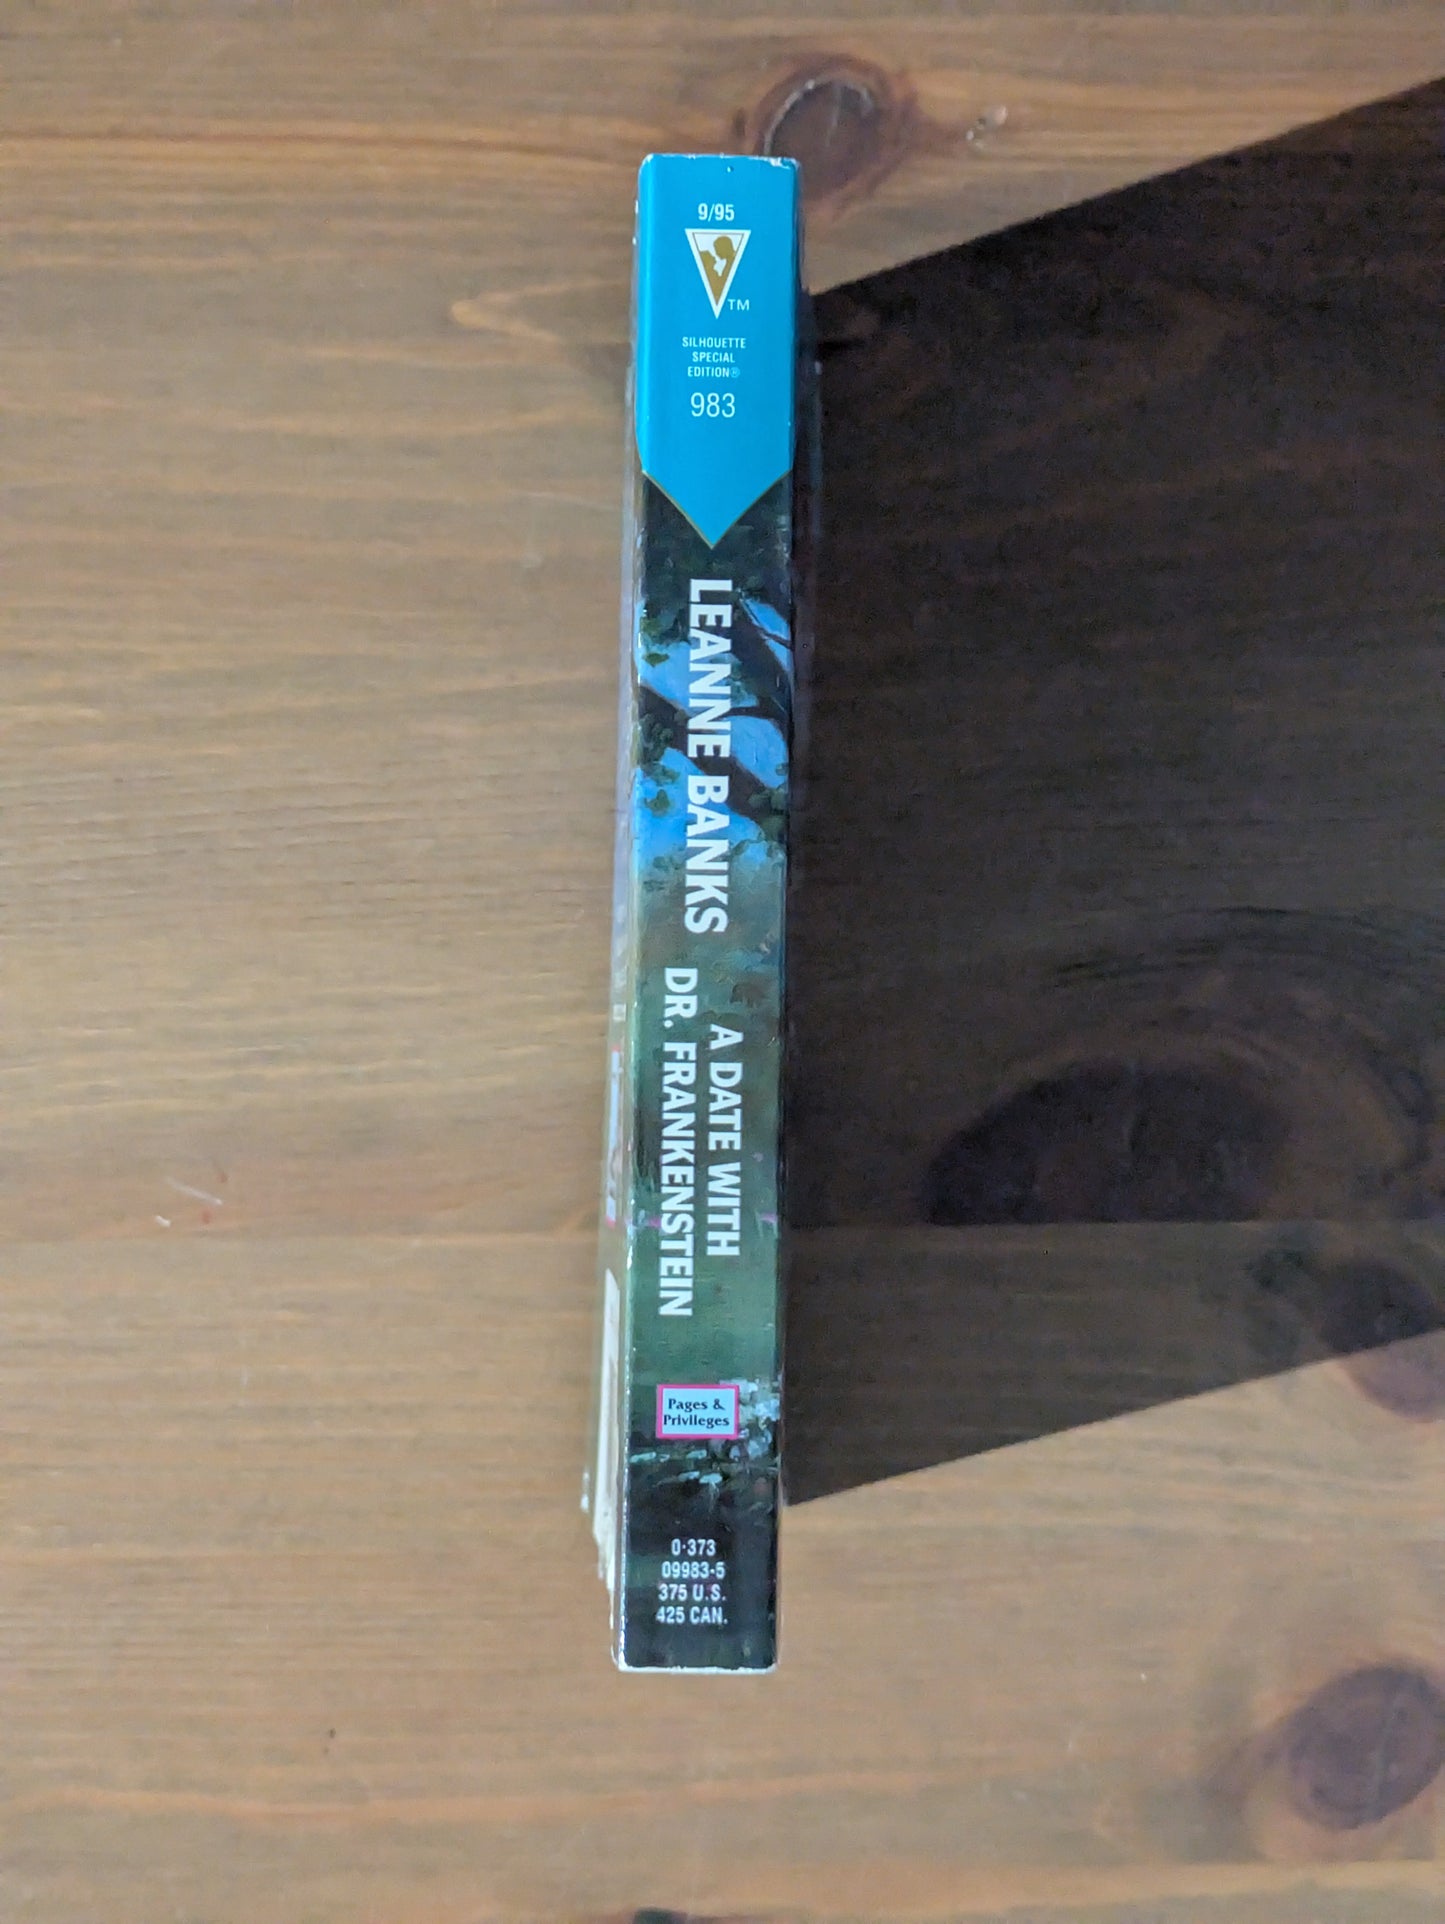 9/95
TM
SILHOUETTE
SPECIAL
EDITION®
983
LEANNE BANKS
A DATE WITH
DR. FRANKENSTEIN
Pages &
Privileges
0-373
09983-5
375 U.S.
425 CAN.